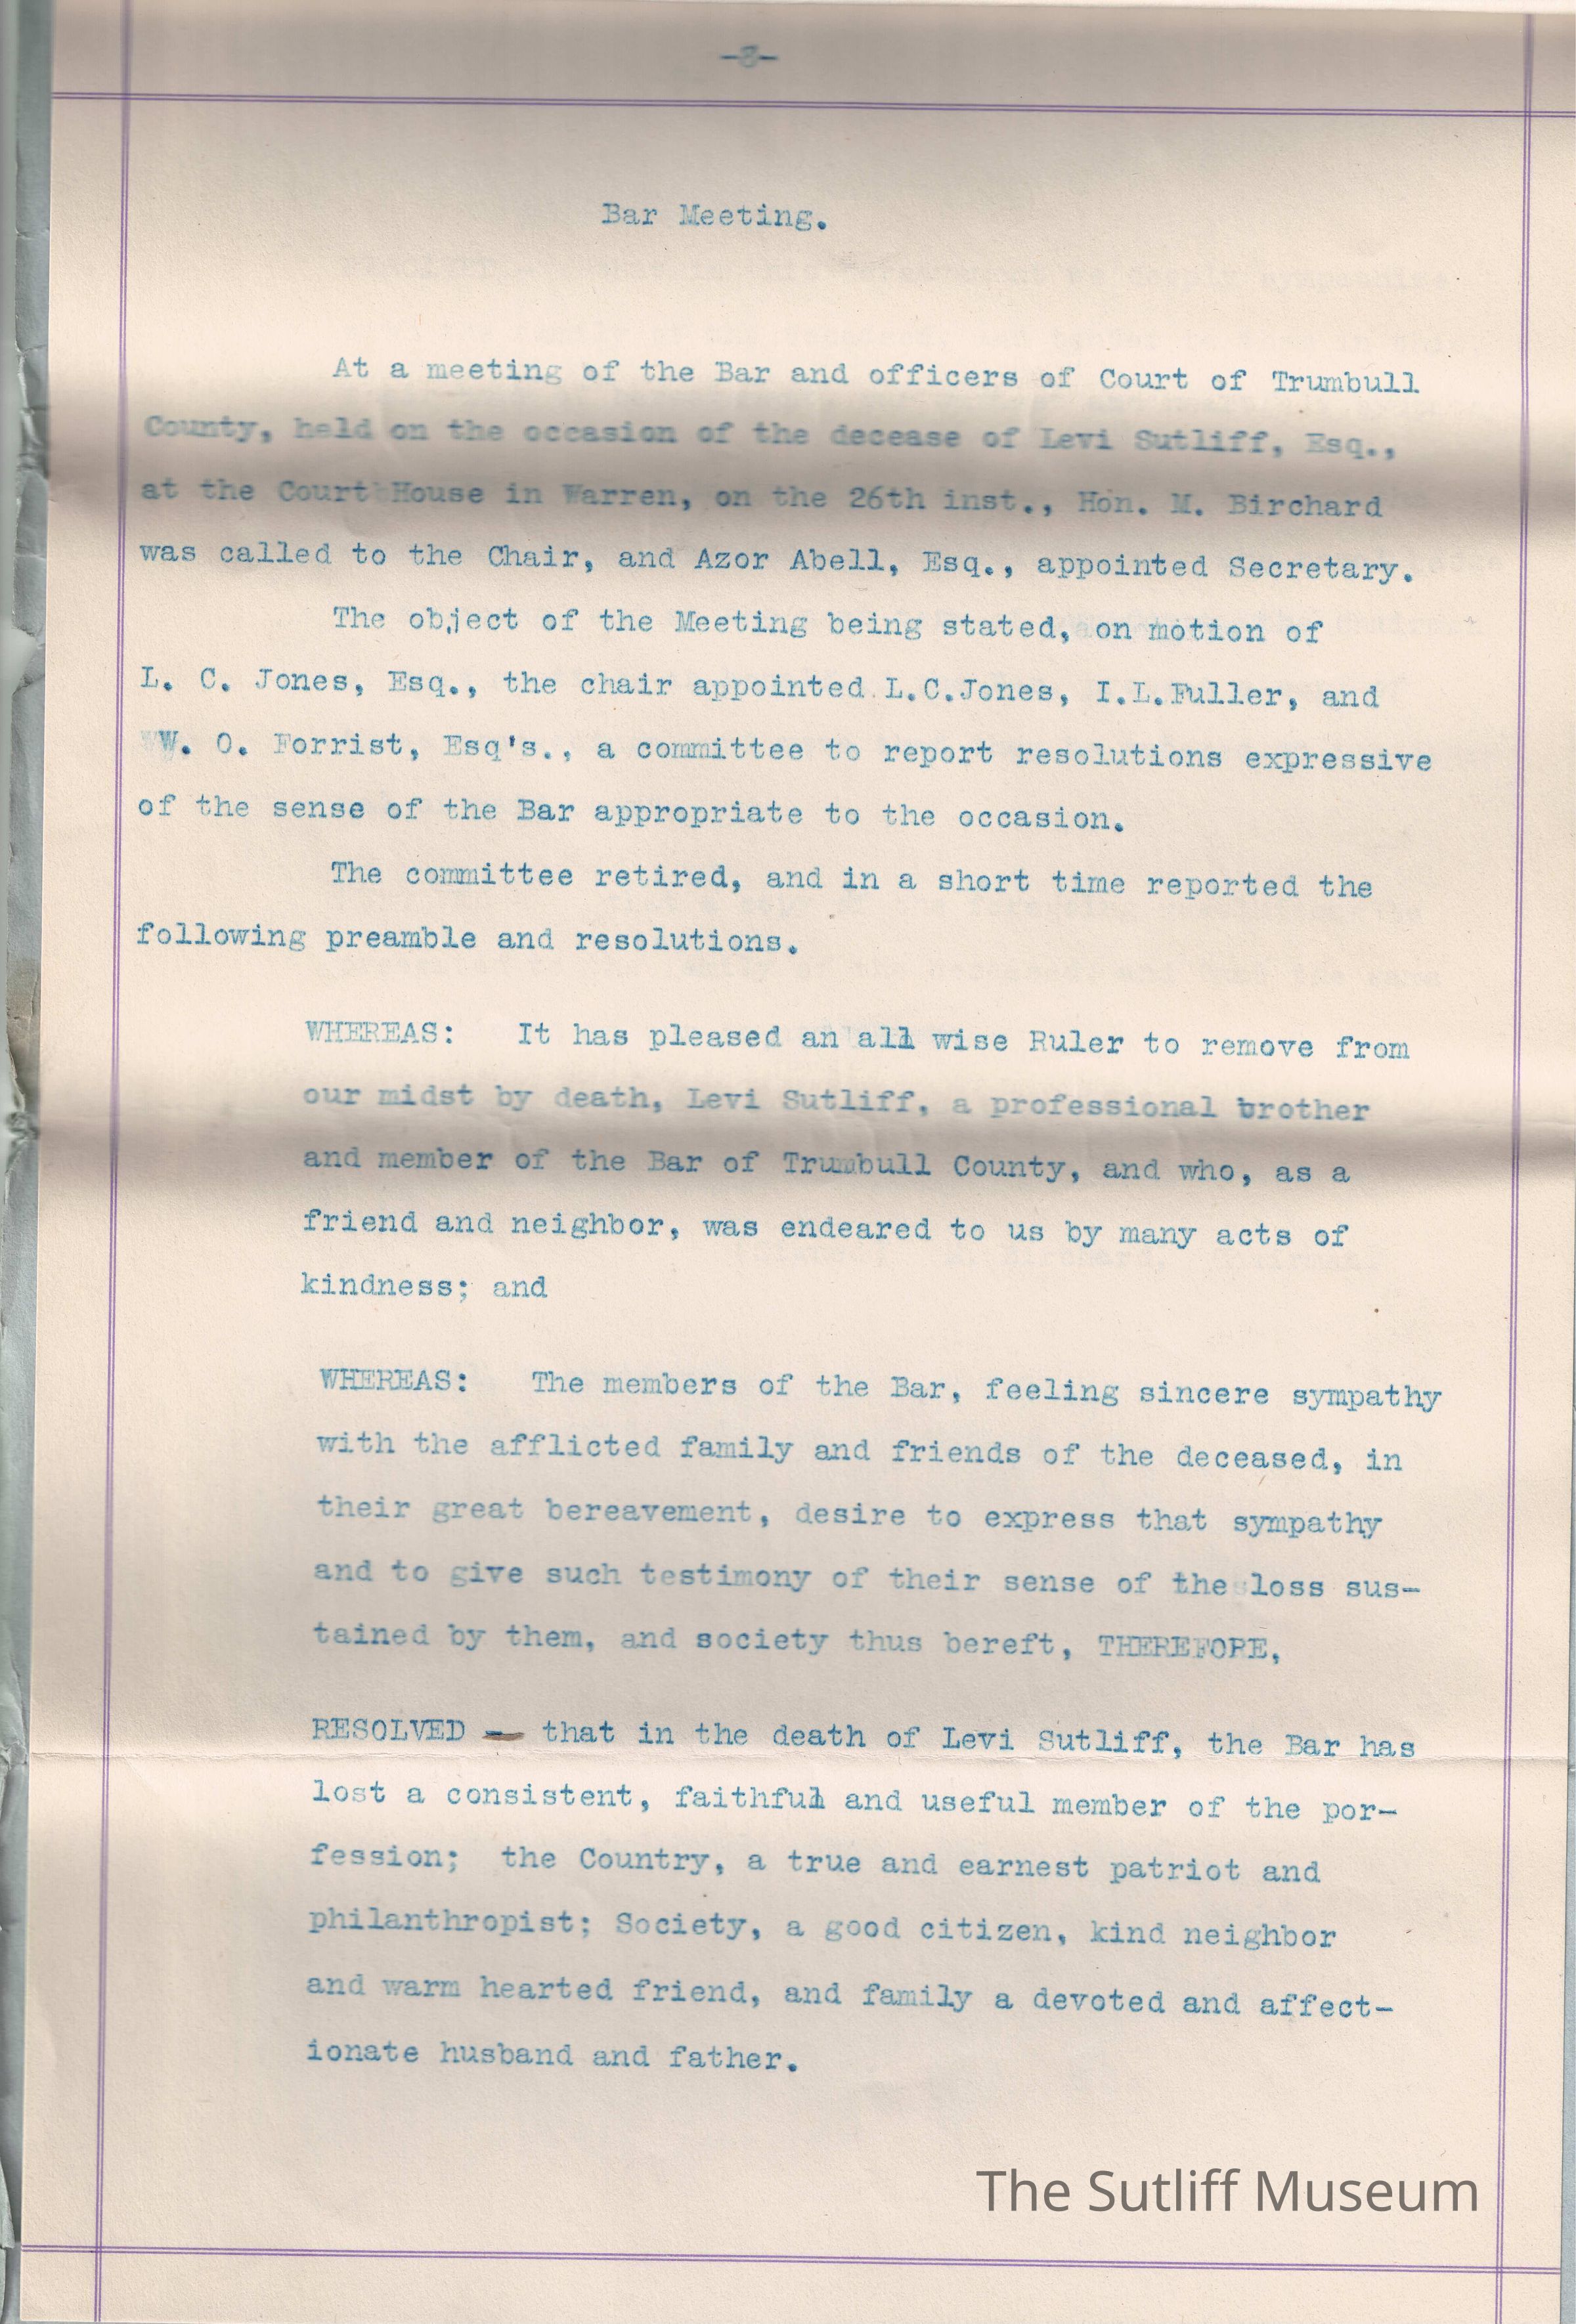 -8-
Bar Meeting.
At a meeting of the Bar and officers of Court of Trumbull
County, held on the occasion of the decease of Levi Sutliff, Esq.,
at the Court House in Warren, on the 26th inst., Hon. M. Birchard
was called to the Chair, and Azor Abell, Esq., appointed Secretary.
The object of the Meeting being stated, on motion of
L. C. Jones, Esq., the chair appointed L.C.Jones, I.L.Fuller, and
W. O. Forrist, Esq's., a committee to report resolutions expressive
of the sense of the Bar appropriate to the occasion.
The committee retired, and in a short time reported the
following preamble and resolutions.
WHEREAS: It has pleased an all wise Ruler to remove from
our midst by death, Levi Sutliff, a professional brother
and member of the Bar of Trumbull County, and who, as a
friend and neighbor, was endeared to us by many acts of
kindness; and
WHEREAS: The members of the Bar, feeling sincere sympathy
with the afflicted family and friends of the deceased, in
their great bereavement, desire to express that sympathy
and to give such testimony of their sense of the loss sus-
tained by them, and society thus bereft, THEREFORE,
RESOLVED - that in the death of Levi Sutliff, the Bar has
lost a consistent, faithful and useful member of the por-
fession; the Country, a true and earnest patriot and
philanthropist; Society, a good citizen, kind neighbor
and warm hearted friend, and family a devoted and affect-
ionate husband and father.
The Sutliff Museum